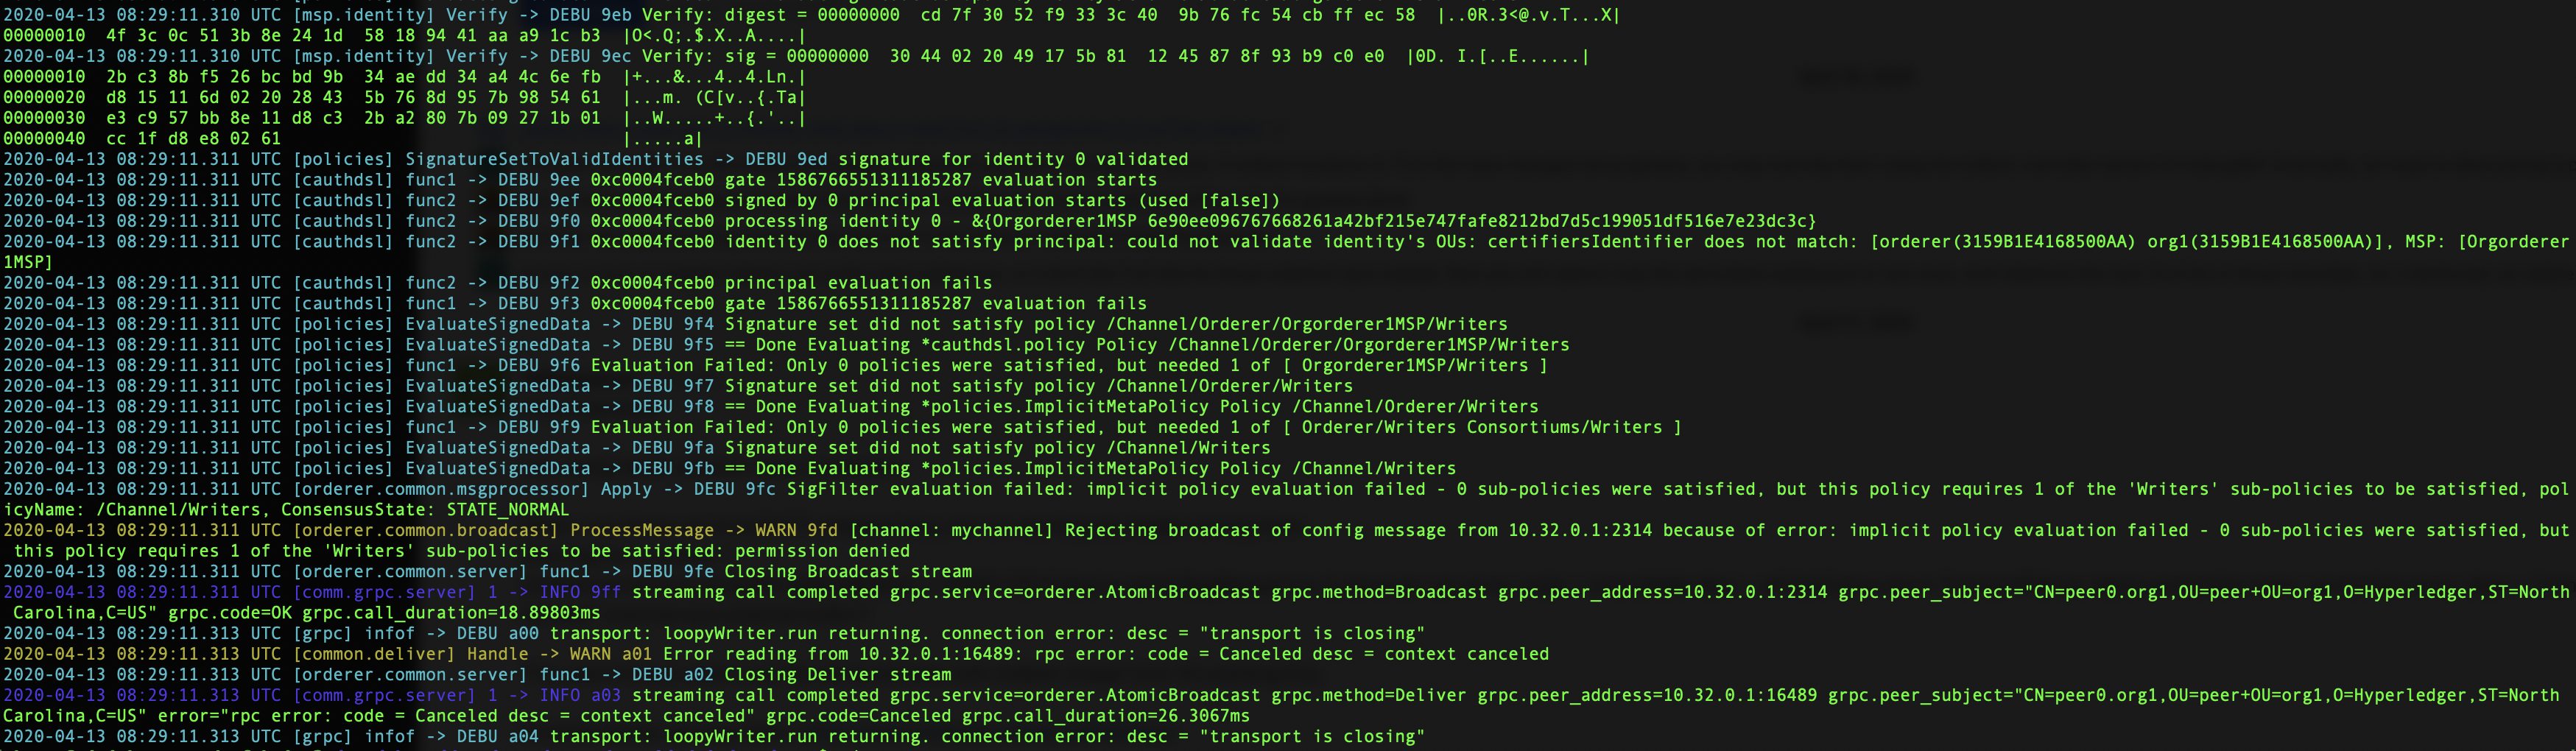 2020-04-13 08:29:11.310 UTC [msp.identity] Verify -> DEBU 9eb Verify: digest = 00000000  cd 7f 30 52 f9 33 3c 40  9b 76 fc 54 cb ff ec 58  |..0R.3<@.v.T...X|
00000010  4f 3c 0c 51 3b 8e 24 1d  58 18 94 41 aa a9 1c b3  |O<.Q;.$.X..A....|
2020-04-13 08:29:11.310 UTC [msp.identity] Verify -> DEBU 9ec Verify: sig = 00000000  30 44 02 20 49 17 5b 81  12 45 87 8f 93 b9 c0 e0  |0D. I.[..E......|
00000010  2b c3 8b f5 26 bc bd 9b  34 ae dd 34 a4 4c 6e fb  |+...&...4..4.Ln.|
00000020  d8 15 11 6d 02 20 28 43  5b 76 8d 95 7b 98 54 61  |...m. (C[v..{.Ta|
00000030  e3 c9 57 bb 8e 11 d8 c3  2b a2 80 7b 09 27 1b 01  |..W.....+..{.'..|
00000040  cc 1f d8 e8 02 61                                 |.....a|
2020-04-13 08:29:11.311 UTC [policies] SignatureSetToValidIdentities -> DEBU 9ed signature for identity 0 validated
2020-04-13 08:29:11.311 UTC [cauthdsl] func1 -> DEBU 9ee 0xc0004fceb0 gate 1586766551311185287 evaluation starts
2020-04-13 08:29:11.311 UTC [cauthdsl] func2 -> DEBU 9ef 0xc0004fceb0 signed by 0 principal evaluation starts (used [false])
2020-04-13 08:29:11.311 UTC [cauthdsl] func2 -> DEBU 9f0 0xc0004fceb0 processing identity 0 - &{Orgorderer1MSP 6e90ee096767668261a42bf215e747fafe8212bd7d5c199051df516e7e23dc3c}
2020-04-13 08:29:11.311 UTC [cauthdsl] func2 -> DEBU 9f1 0xc0004fceb0 identity 0 does not satisfy principal: could not validate identity's OUs: certifiersIdentifier does not match: [orderer(3159B1E4168500AA) org1(3159B1E4168500AA)], MSP: [Orgorderer
1MSP]
2020-04-13 08:29:11.311 UTC [cauthdsl] func2 -> DEBU 9f2 0xc0004fceb0 principal evaluation fails
2020-04-13 08:29:11.311 UTC [cauthdsl] func1 -> DEBU 9f3 0xc0004fceb0 gate 1586766551311185287 evaluation fails
2020-04-13 08:29:11.311 UTC [policies] EvaluateSignedData -> DEBU 9f4 Signature set did not satisfy policy /Channel/Orderer/Orgorderer1MSP/Writers
2020-04-13 08:29:11.311 UTC [policies] EvaluateSignedData -> DEBU 9f5 == Done Evaluating *cauthdsl.policy Policy /Channel/Orderer/Orgorderer1MSP/Writers
2020-04-13 08:29:11.311 UTC [policies] func1 -> DEBU 9f6 Evaluation Failed: Only 0 policies were satisfied, but needed 1 of [ Orgorderer1MSP/Writers ]
2020-04-13 08:29:11.311 UTC [policies] EvaluateSignedData -> DEBU 9f7 Signature set did not satisfy policy /Channel/Orderer/Writers
2020-04-13 08:29:11.311 UTC [policies] EvaluateSignedData -> DEBU 9f8 == Done Evaluating *policies.ImplicitMetaPolicy Policy /Channel/Orderer/Writers
2020-04-13 08:29:11.311 UTC [policies] func1 -> DEBU 9f9 Evaluation Failed: Only 0 policies were satisfied, but needed 1 of [ Orderer/Writers Consortiums/Writers ]
2020-04-13 08:29:11.311 UTC [policies] EvaluateSignedData -> DEBU 9fa Signature set did not satisfy policy /Channel/Writers
2020-04-13 08:29:11.311 UTC [policies] EvaluateSignedData -> DEBU 9fb == Done Evaluating *policies.ImplicitMetaPolicy Policy /Channel/Writers
2020-04-13 08:29:11.311 UTC [orderer.common.msgprocessor] Apply -> DEBU 9fc SigFilter evaluation failed: implicit policy evaluation failed - 0 sub-policies were satisfied, but this policy requires 1 of the 'Writers' sub-policies to be satisfied, pol
icyName: /Channel/Writers, ConsensusState: STATE_NORMAL
2020-04-13 08:29:11.311 UTC [orderer.common.broadcast] ProcessMessage -> WARN 9fd [channel: mychannel] Rejecting broadcast of config message from 10.32.0.1:2314 because of error: implicit policy evaluation failed - 0 sub-policies were satisfied, but
 this policy requires 1 of the 'Writers' sub-policies to be satisfied: permission denied
2020-04-13 08:29:11.311 UTC [orderer.common.server] func1 -> DEBU 9fe Closing Broadcast stream
2020-04-13 08:29:11.311 UTC [comm.grpc.server] 1 -> INFO 9ff streaming call completed grpc.service=orderer.AtomicBroadcast grpc.method=Broadcast grpc.peer_address=10.32.0.1:2314 grpc.peer_subject="CN=peer0.org1,OU=peer+OU=org1,O=Hyperledger,ST=North
 Carolina,C=US" grpc.code=OK grpc.call_duration=18.89803ms
2020-04-13 08:29:11.313 UTC [grpc] infof -> DEBU a00 transport: loopyWriter.run returning. connection error: desc = "transport is closing"
2020-04-13 08:29:11.313 UTC [common.deliver] Handle -> WARN a01 Error reading from 10.32.0.1:16489: rpc error: code = Canceled desc = context canceled
2020-04-13 08:29:11.313 UTC [orderer.common.server] func1 -> DEBU a02 Closing Deliver stream
2020-04-13 08:29:11.313 UTC [comm.grpc.server] 1 -> INFO a03 streaming call completed grpc.service=orderer.AtomicBroadcast grpc.method=Deliver grpc.peer_address=10.32.0.1:16489 grpc.peer_subject="CN=peer0.org1,OU=peer+OU=org1,O=Hyperledger,ST=North
Carolina,C=US" error="rpc error: code = Canceled desc = context canceled" grpc.code=Canceled grpc.call_duration=26.3067ms
2020-04-13 08:29:11.313 UTC [grpc] infof -> DEBU a04 transport: loopyWriter.run returning. connection error: desc = "transport is closing"